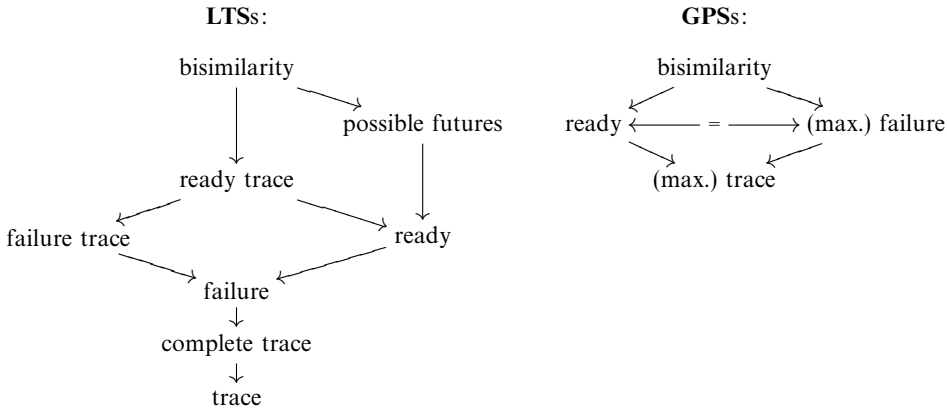 LTSs: GPSs:
bisimilarity bisimilarity
possible futures ready = (max.) failure
ready trace (max.) trace
failure trace ready
failure
complete trace
trace